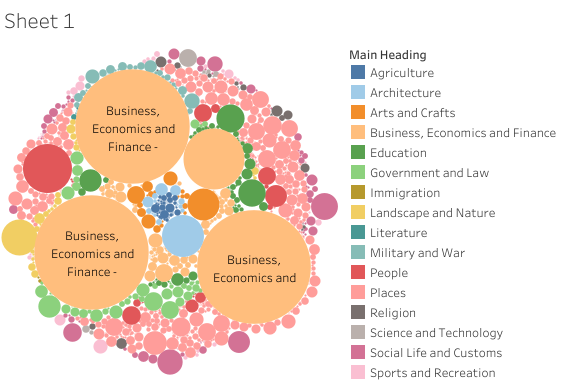 Sheet 1
Business,
Economics and
Finance -
Business,
Economics and
Finance -
Business,
Economics and
Main Heading
Agriculture
Architecture
Arts and Crafts
Business, Economics and Finance
Education
Government and Law
Immigration
Landscape and Nature
Literature
Military and War
People
Places
Religion
Science and Technology
Social Life and Customs
Sports and Recreation